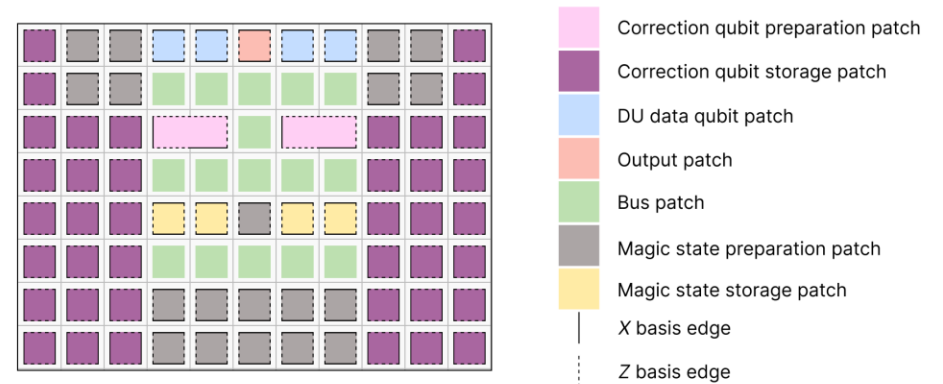 Correction qubit preparation patch
Correction qubit storage patch
DU data qubit patch
Output patch
Bus patch
Magic state preparation patch
Magic state storage patch
X basis edge
Z basis edge